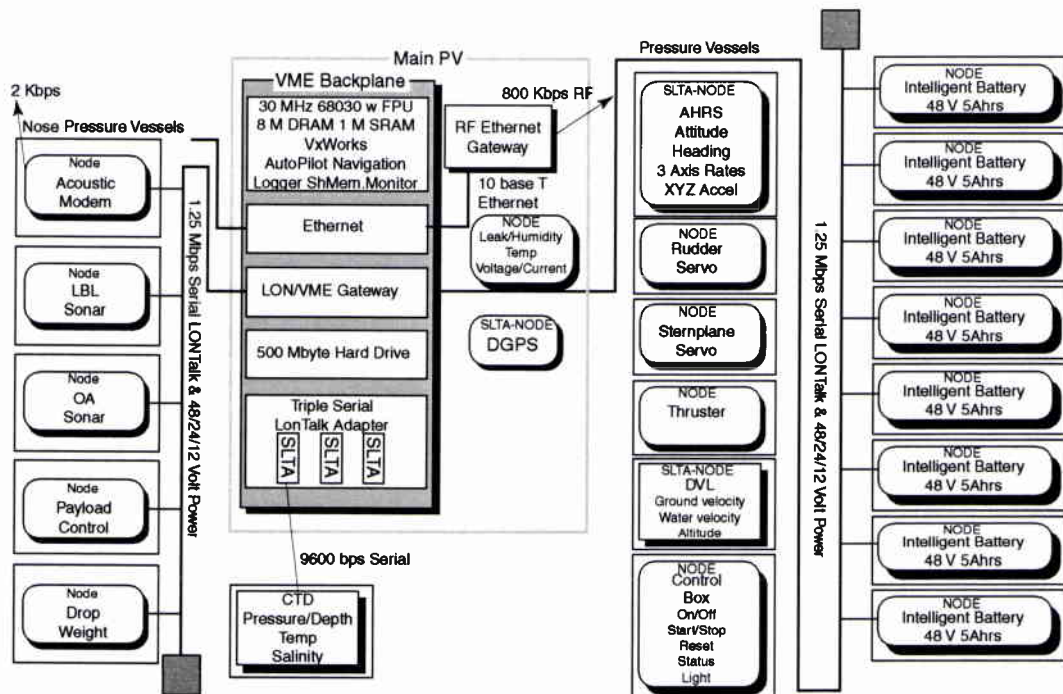 2 Kbps
Nose Pressure Vessels
Node
Acoustic
Modem
Node
LBL
Sonar
Node
OA
Sonar
Node
Payload
Control
Node
Drop
Weight
1.25 Mbps Serial LONTalk & 48/24/12 Volt Power
Main PV
VME Backplane
30 MHz 68030 w FPU
8 M DRAM 1 M SRAM
VxWorks
AutoPilot Navigation
Logger ShMem.Monitor
Ethernet
LON/VME Gateway
500 Mbyte Hard Drive
Triple Serial
LonTalk Adapter
SLTA
SLTA
SLTA
9600 bps Serial
CTD
Pressure/Depth
Temp
Salinity
800 Kbps RF
RF Ethernet
Gateway
10 base T
Ethernet
NODE
Leak/Humidity
Temp
Voltage/Current
SLTA-NODE
DGPS
Pressure Vessels
SLTA-NODE
AHRS
Attitude
Heading
3 Axis Rates
XYZ Accel
NODE
Rudder
Servo
NODE
Sternplane
Servo
NODE
Thruster
SLTA-NODE
DVL
Ground velocity
Water velocity
Altitude
NODE
Control
Box
On/Off
Start/Stop
Reset
Status
Light
1.25 Mbps Serial LONTalk & 48/24/12 Volt Power
NODE
Intelligent Battery
48 V 5Ahrs
NODE
Intelligent Battery
48 V 5Ahrs
NODE
Intelligent Battery
48 V 5Ahrs
NODE
Intelligent Battery
48 V 5Ahrs
NODE
Intelligent Battery
48 V 5Ahrs
NODE
Intelligent Battery
48 V 5Ahrs
NODE
Intelligent Battery
48 V 5Ahrs
NODE
Intelligent Battery
48 V 5Ahrs